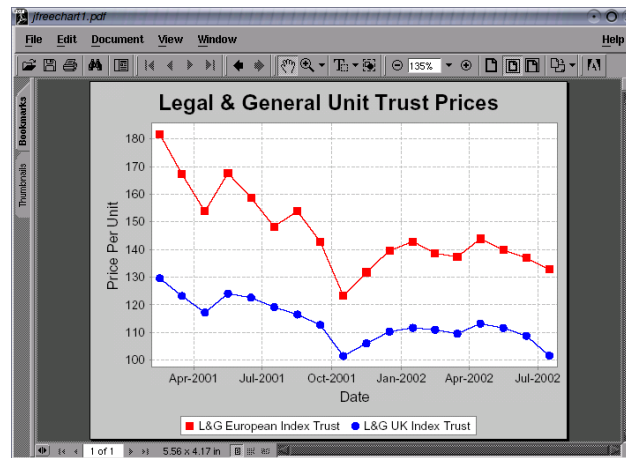 jfreechart1.pdf
File Edit Document View Window Help
135%
Bookmarks
Thumbnails
Legal & General Unit Trust Prices
Price Per Unit
180
170
160
150
140
130
120
110
100
Apr-2001 Jul-2001 Oct-2001 Jan-2002 Apr-2002 Jul-2002
Date
L&G European Index Trust L&G UK Index Trust
1 of 1 5.56 x 4.17 in